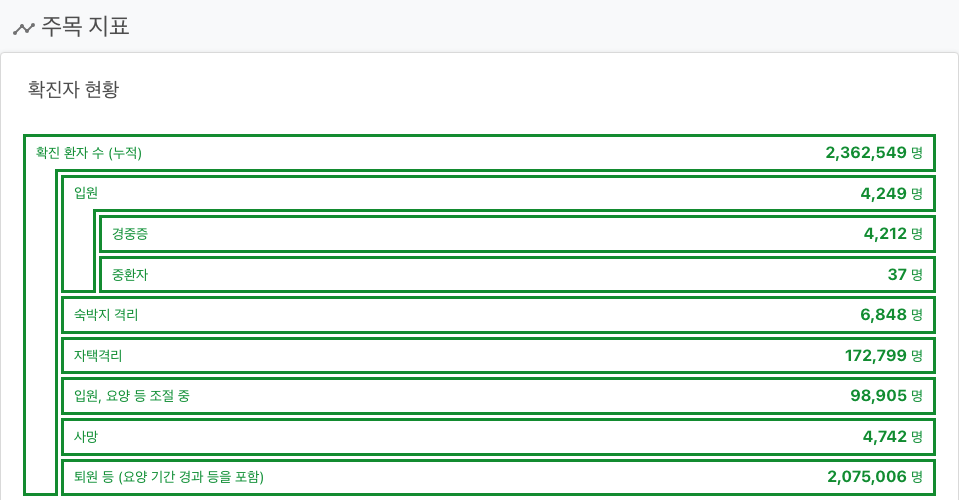 주목 지표
확진자 현황
확진 환자 수 (누적) 2,362,549 명
입원 4,249 명
경중증 4,212 명
중환자 37 명
숙박지 격리 6,848 명
자택격리 172,799 명
입원, 요양 등 조절 중 98,905 명
사망 4,742 명
퇴원 등 (요양 기간 경과 등을 포함) 2,075,006 명